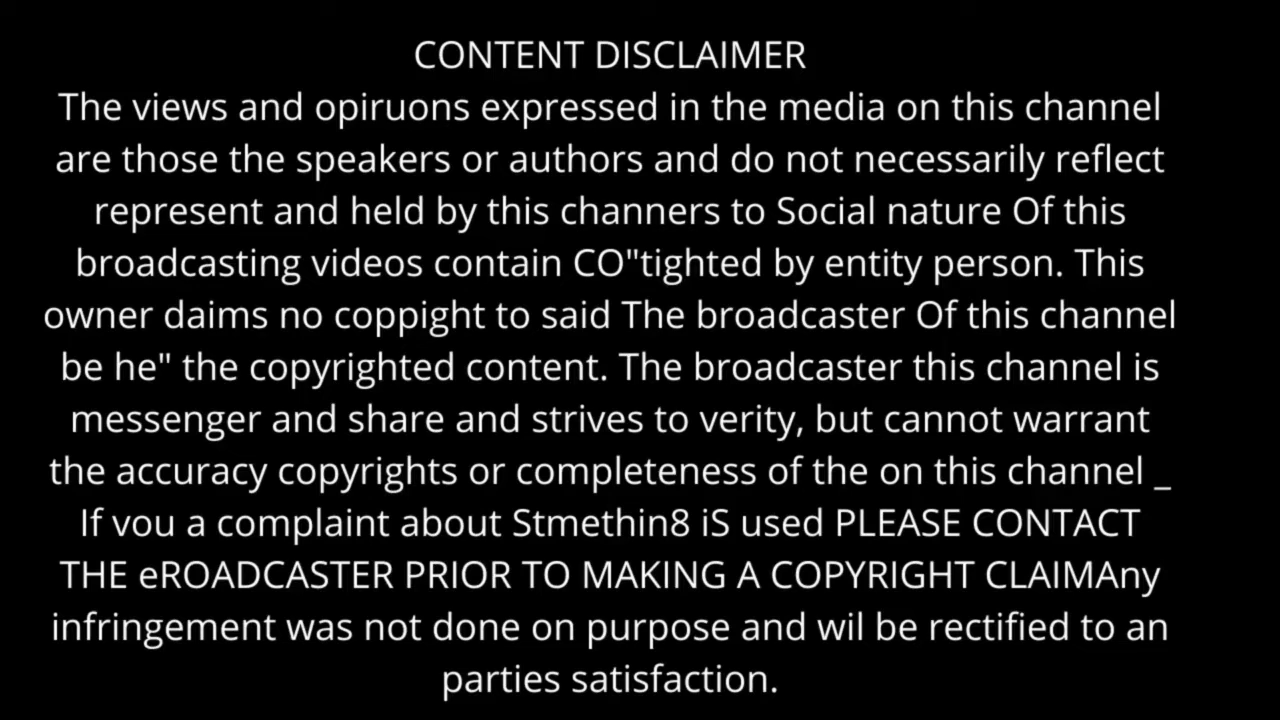 CONTENT DISCLAIMER
The views and opiruons expressed in the media on this channel
are those the speakers or authors and do not necessarily reflect
represent and held by this channers to Social nature Of this
broadcasting videos contain CO"tighted by entity person. This
owner daims no coppight to said The broadcaster Of this channel
be he" the copyrighted content. The broadcaster this channel is
messenger and share and strives to verity, but cannot warrant
the accuracy copyrights or completeness of the on this channel _
If vou a complaint about Stmethin8 iS used PLEASE CONTACT
THE eROADCASTER PRIOR TO MAKING A COPYRIGHT CLAIMAny
infringement was not done on purpose and wil be rectified to an
parties satisfaction.